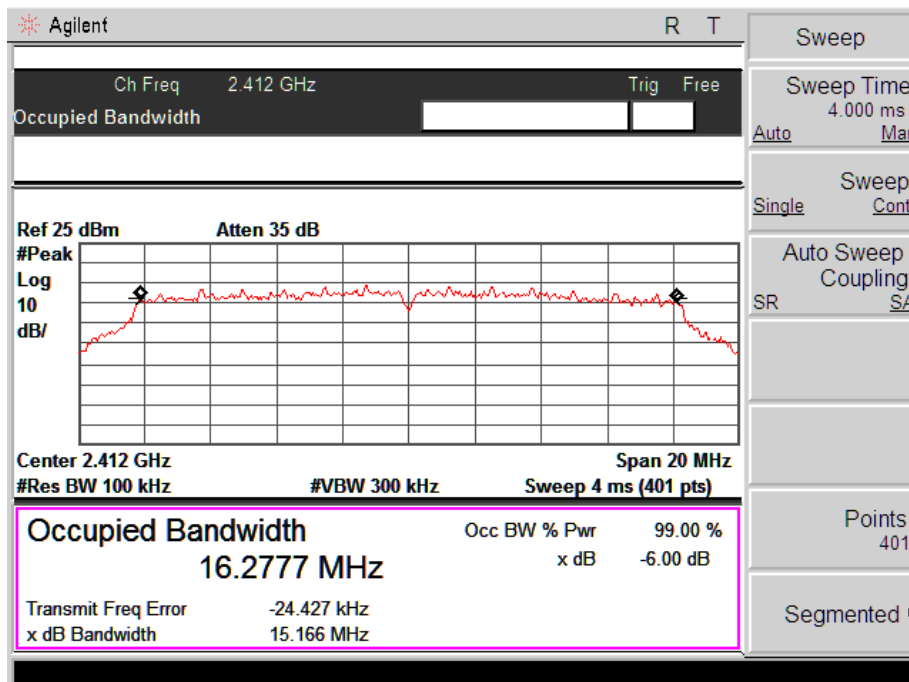 Agilent R T
Ch Freq 2.412 GHz Trig Free
Occupied Bandwidth
Ref 25 dBm Atten 35 dB
#Peak
Log
10
dB/
Center 2.412 GHz Span 20 MHz
#Res BW 100 kHz #VBW 300 kHz Sweep 4 ms (401 pts)
Occupied Bandwidth Occ BW % Pwr 99.00 %
16.2777 MHz x dB -6.00 dB
Transmit Freq Error -24.427 kHz
x dB Bandwidth 15.166 MHz
Sweep
Sweep Time
4.000 ms
Auto Ma
Sweep
Single Cont
Auto Sweep
Coupling
SR SA
Points
401
Segmented